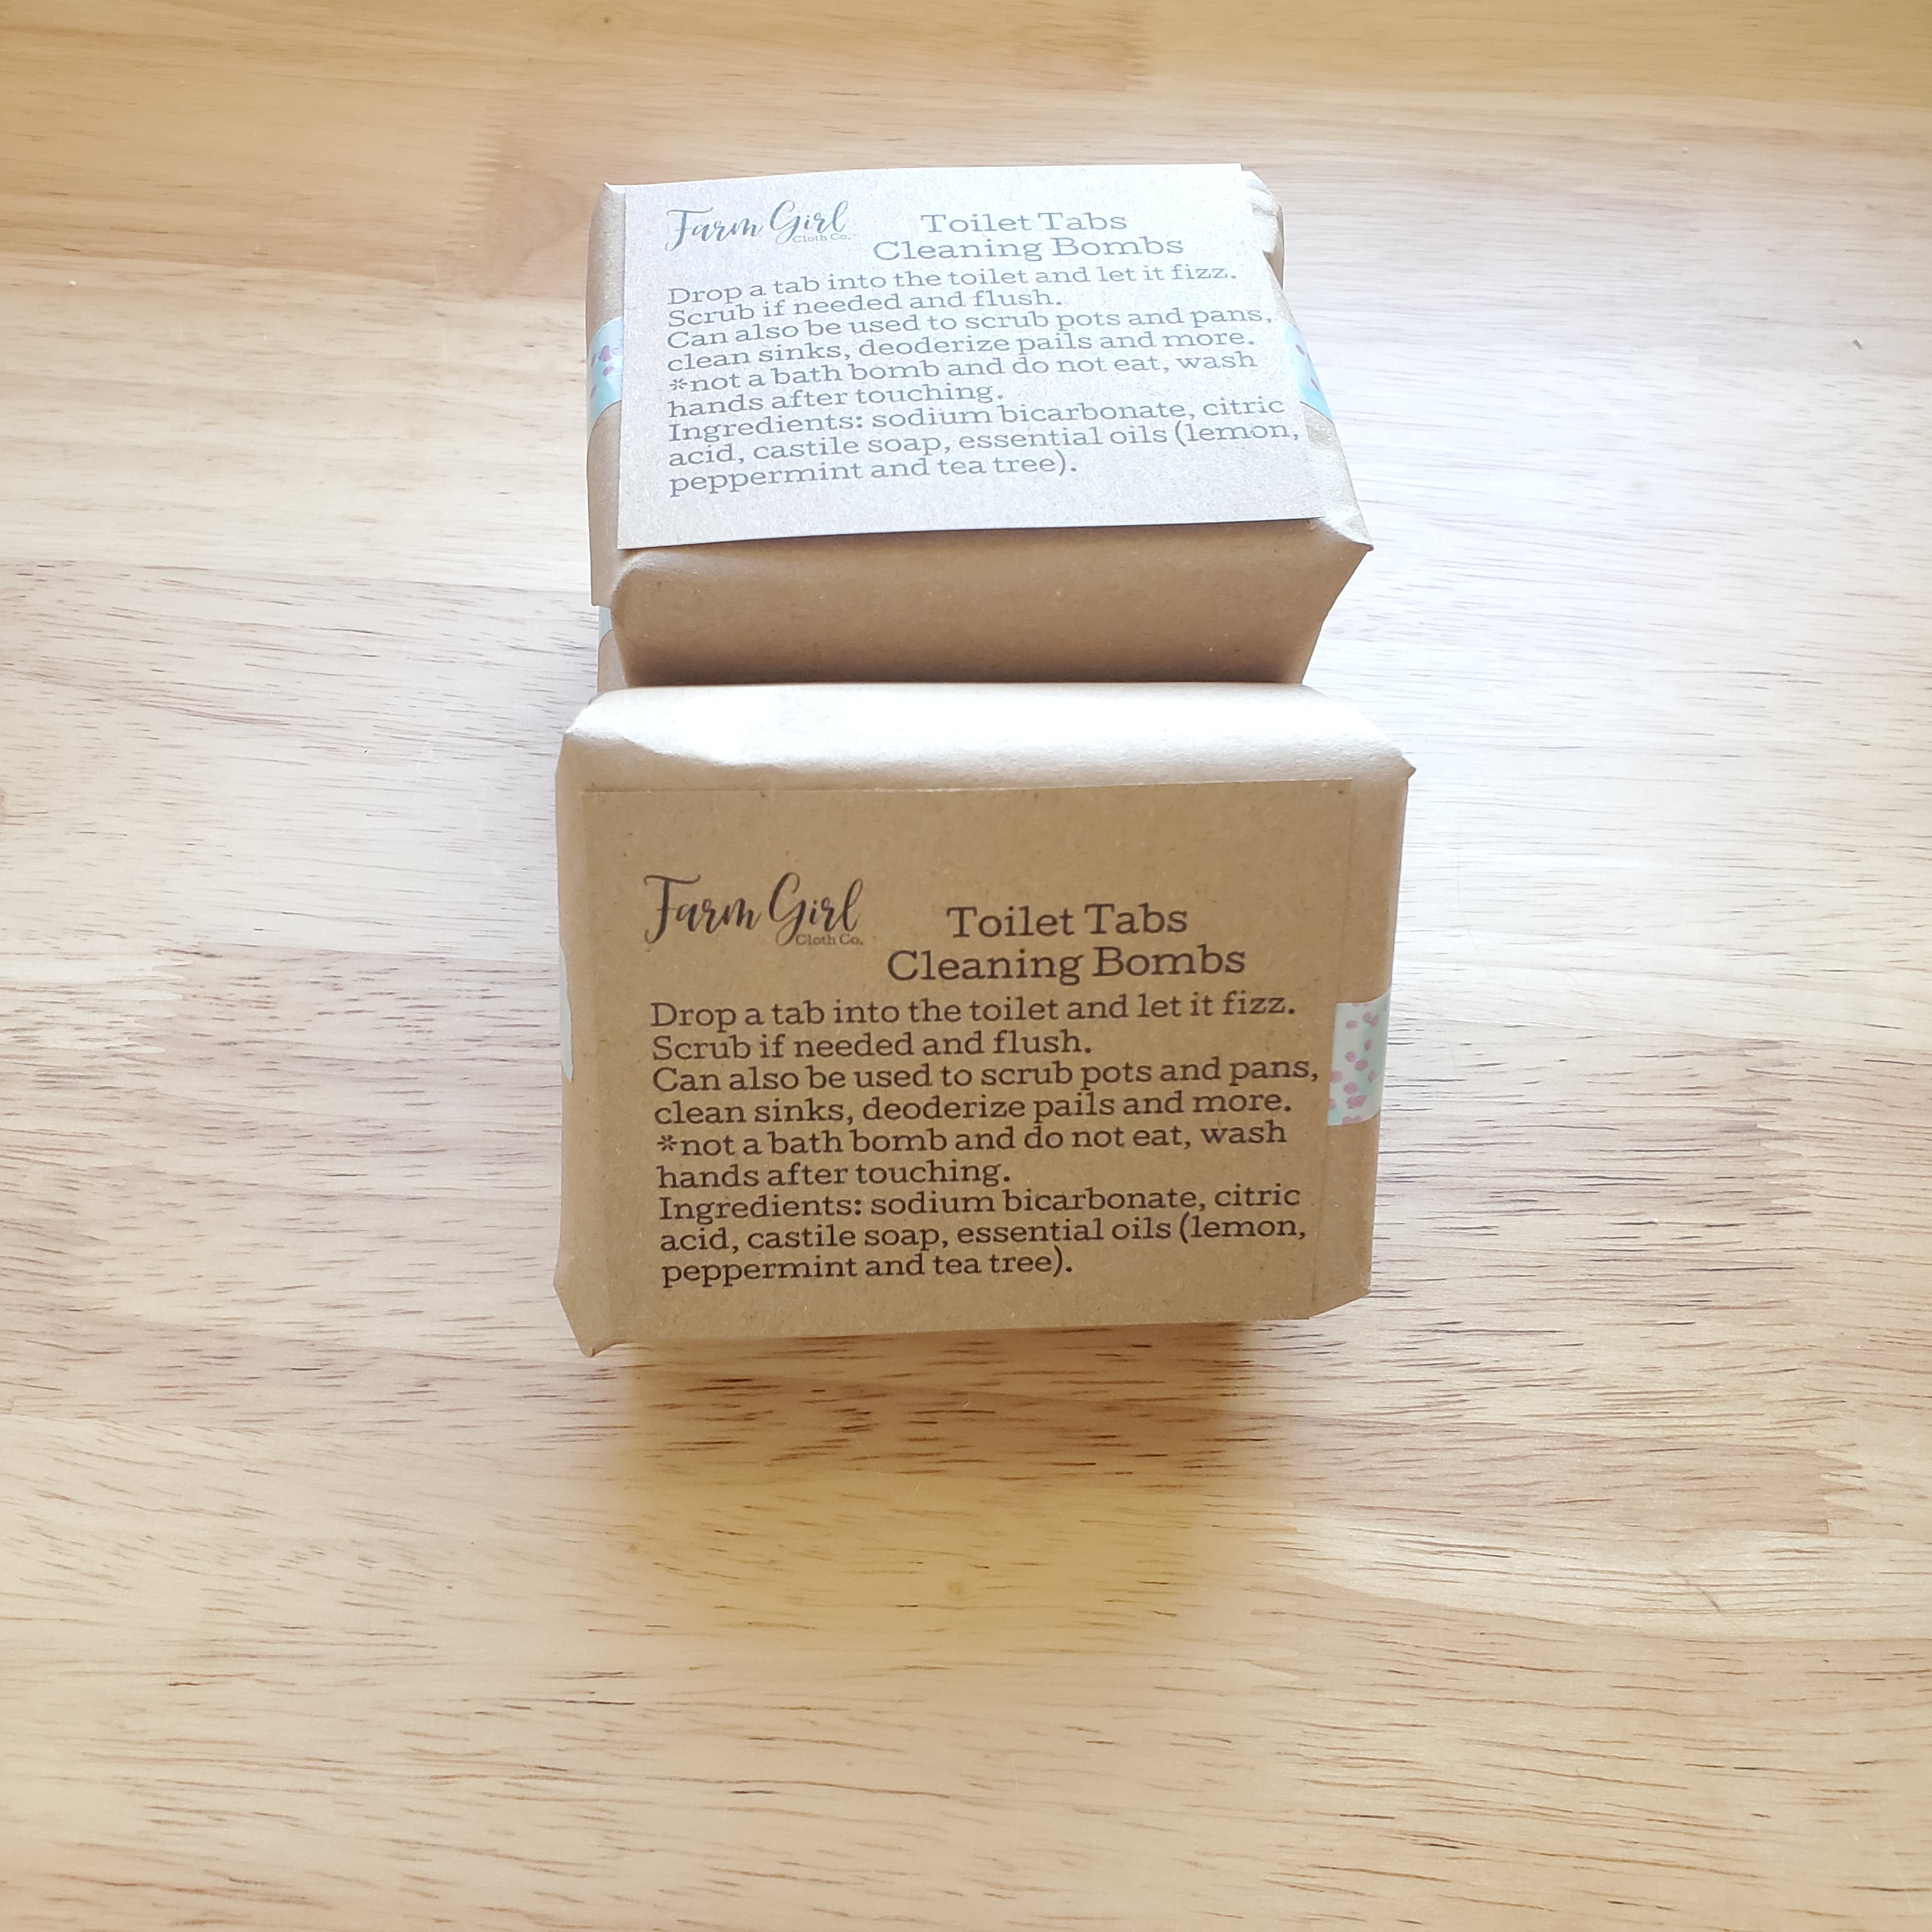 Farm Girl
Cloth Co.
Toilet Tabs
Cleaning Bombs
Drop a tab into the toilet and let it fizz.
Scrub if needed and flush.
Can also be used to scrub pots and pans,
clean sinks, deoderize pails and more.
*not a bath bomb and do not eat, wash
hands after touching.
Ingredients: sodium bicarbonate, citric
acid, castile soap, essential oils (lemon,
peppermint and tea tree).
Farm Girl
Cloth Co.
Toilet Tabs
Cleaning Bombs
Drop a tab into the toilet and let it fizz.
Scrub if needed and flush.
Can also be used to scrub pots and pans,
clean sinks, deoderize pails and more.
*not a bath bomb and do not eat, wash
hands after touching.
Ingredients: sodium bicarbonate, citric
acid, castile soap, essential oils (lemon,
peppermint and tea tree).